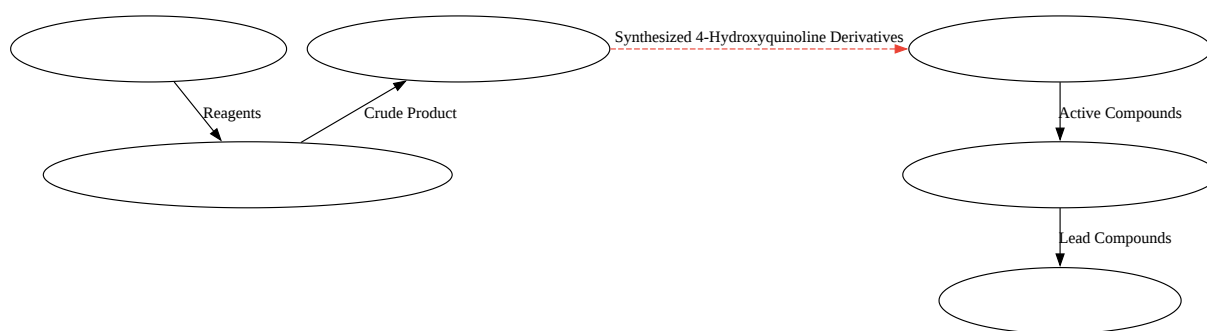 Synthesized 4-Hydroxyquinoline Derivatives
Reagents
Crude Product
Active Compounds
Lead Compounds